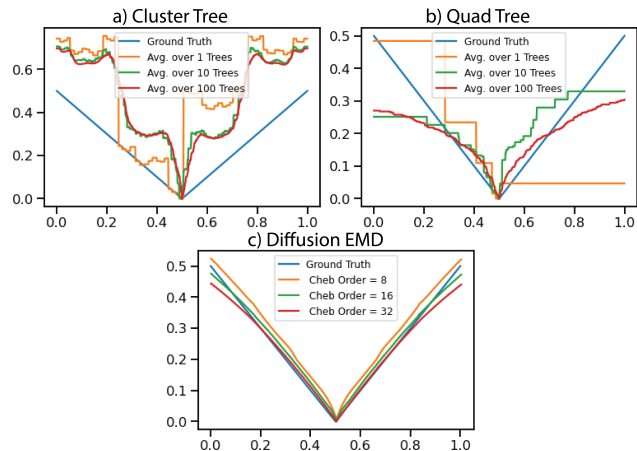 a) Cluster Tree
Ground Truth
Avg. over 1 Trees
Avg. over 10 Trees
Avg. over 100 Trees
0.6
0.4
0.2
0.0
0.0 0.2 0.4 0.6 0.8 1.0
b) Quad Tree
Ground Truth
Avg. over 1 Trees
Avg. over 10 Trees
Avg. over 100 Trees
0.5
0.4
0.3
0.2
0.1
0.0
0.0 0.2 0.4 0.6 0.8 1.0
c) Diffusion EMD
Ground Truth
Cheb Order = 8
Cheb Order = 16
Cheb Order = 32
0.5
0.4
0.3
0.2
0.1
0.0
0.0 0.2 0.4 0.6 0.8 1.0